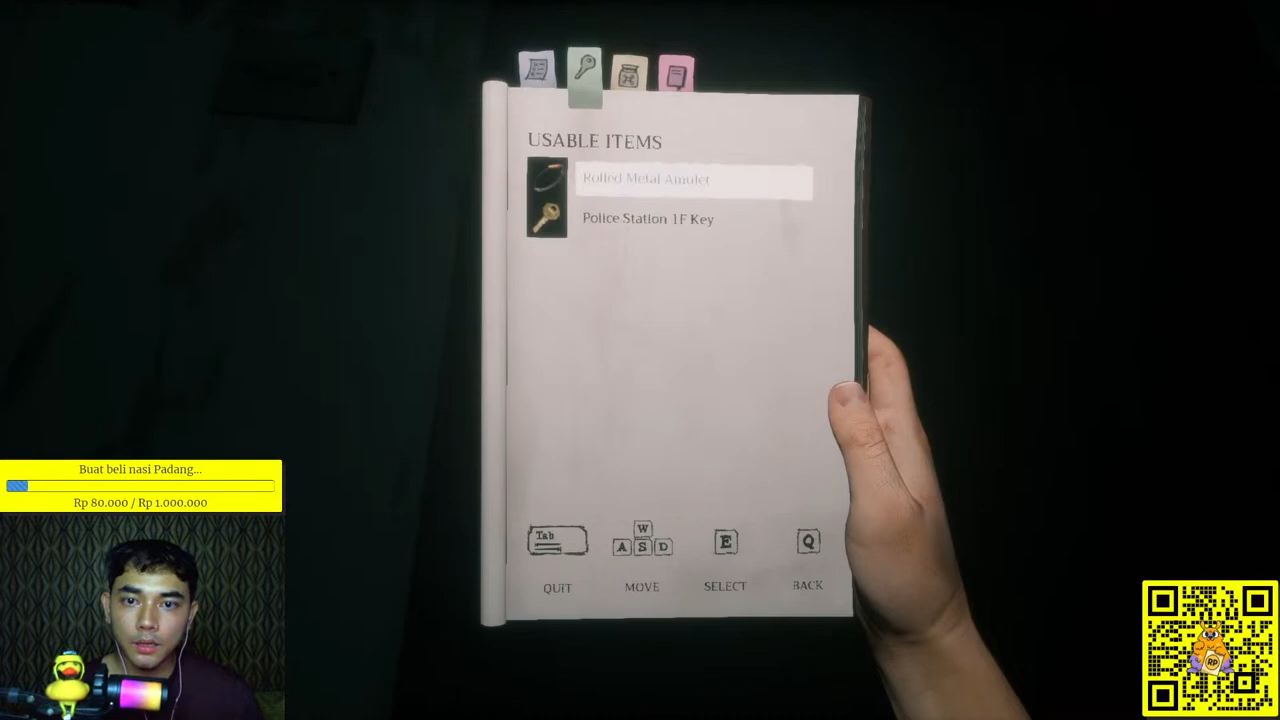 USABLE ITEMS
Rolled Metal Amulet
Police Station 1F Key
Tab
W
A S D
E
Q
QUIT
MOVE
SELECT
BACK
Buat beli nasi Padang...
Rp 80.000 / Rp 1.000.000
RP